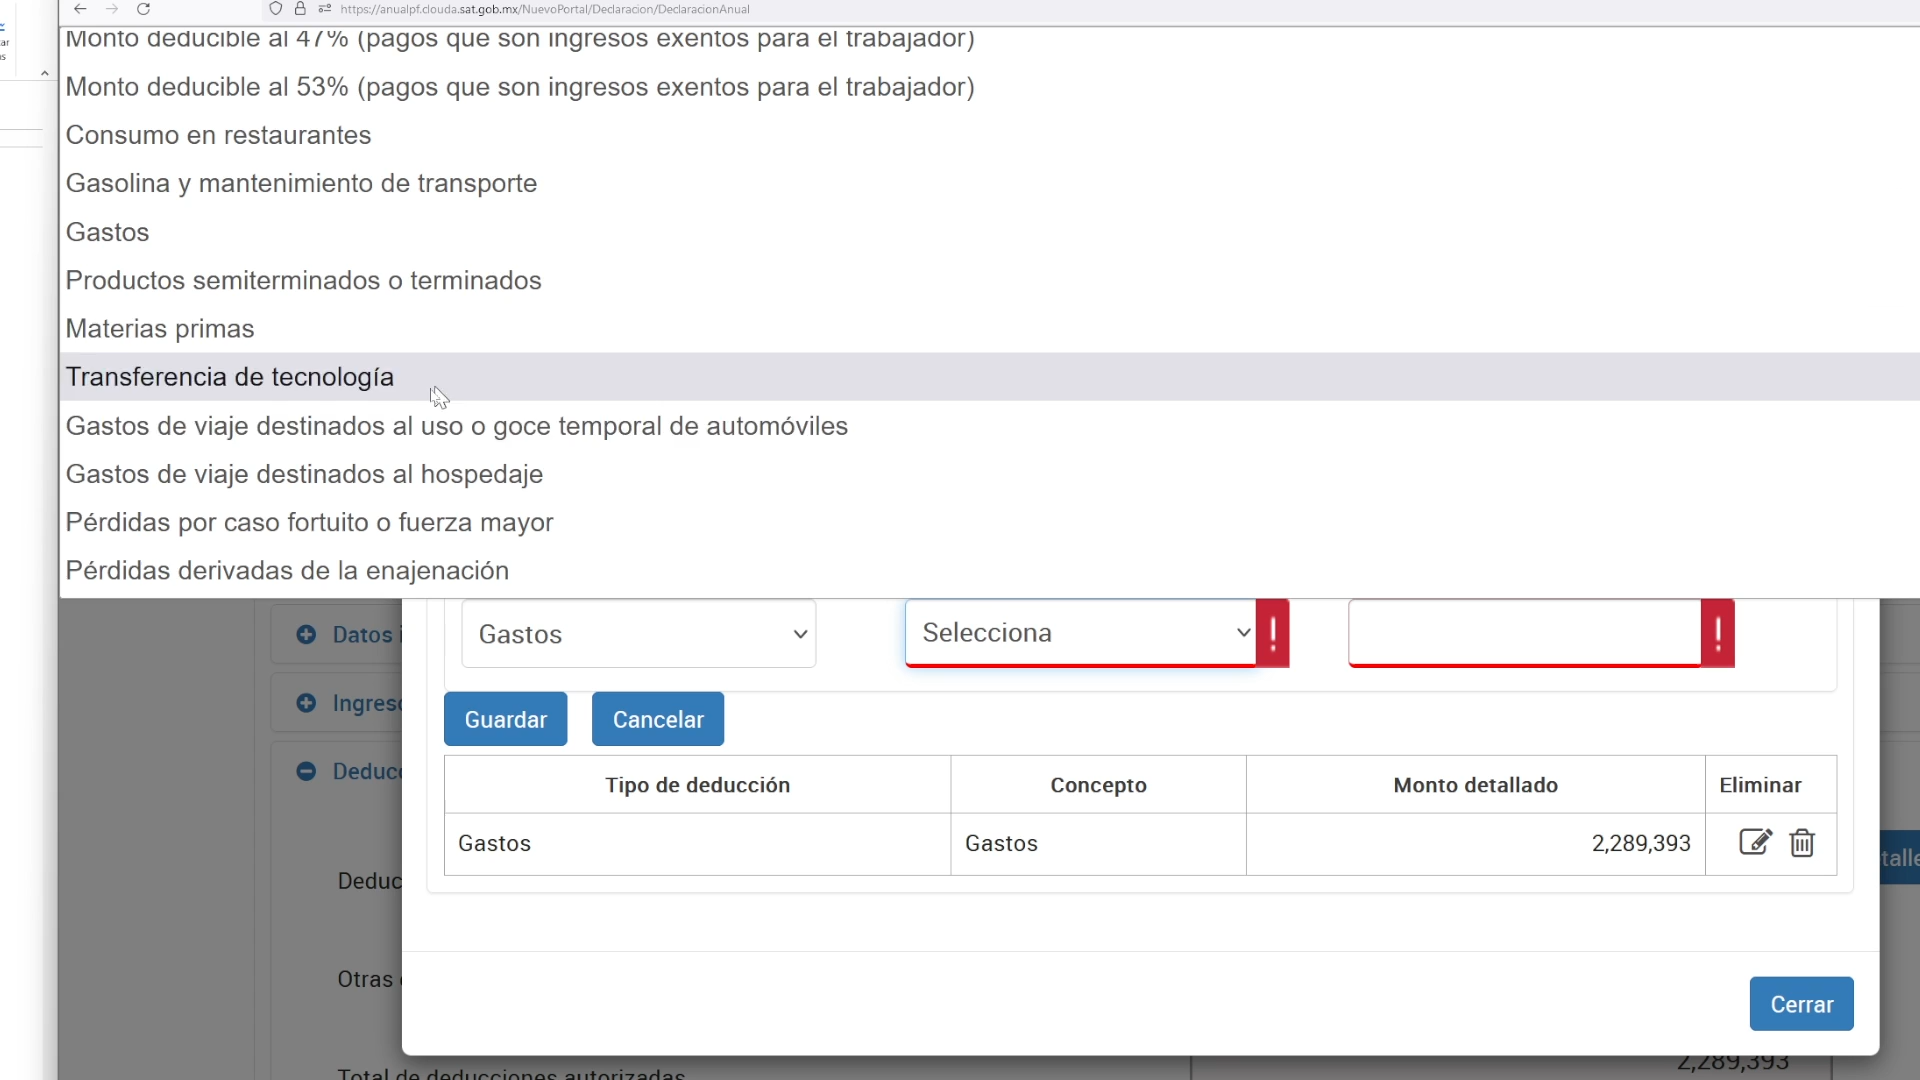 https://anualpf.clouda.sat.gob.mx/NuevoPortal/Declaracion/DeclaracionAnual
Monto deducible al 47% (pagos que son ingresos exentos para el trabajador)
Monto deducible al 53% (pagos que son ingresos exentos para el trabajador)
Consumo en restaurantes
Gasolina y mantenimiento de transporte
Gastos
Productos semiterminados o terminados
Materias primas
Transferencia de tecnología
Gastos de viaje destinados al uso o goce temporal de automóviles
Gastos de viaje destinados al hospedaje
Pérdidas por caso fortuito o fuerza mayor
Pérdidas derivadas de la enajenación
Datos
Gastos
Selecciona
!
!
Ingres
Guardar
Cancelar
Deducc
Tipo de deducción
Concepto
Monto detallado
Eliminar
Gastos
Gastos
2,289,393
talle
Deduc
Otras
Cerrar
Total de deducciones autorizadas
2,289,393